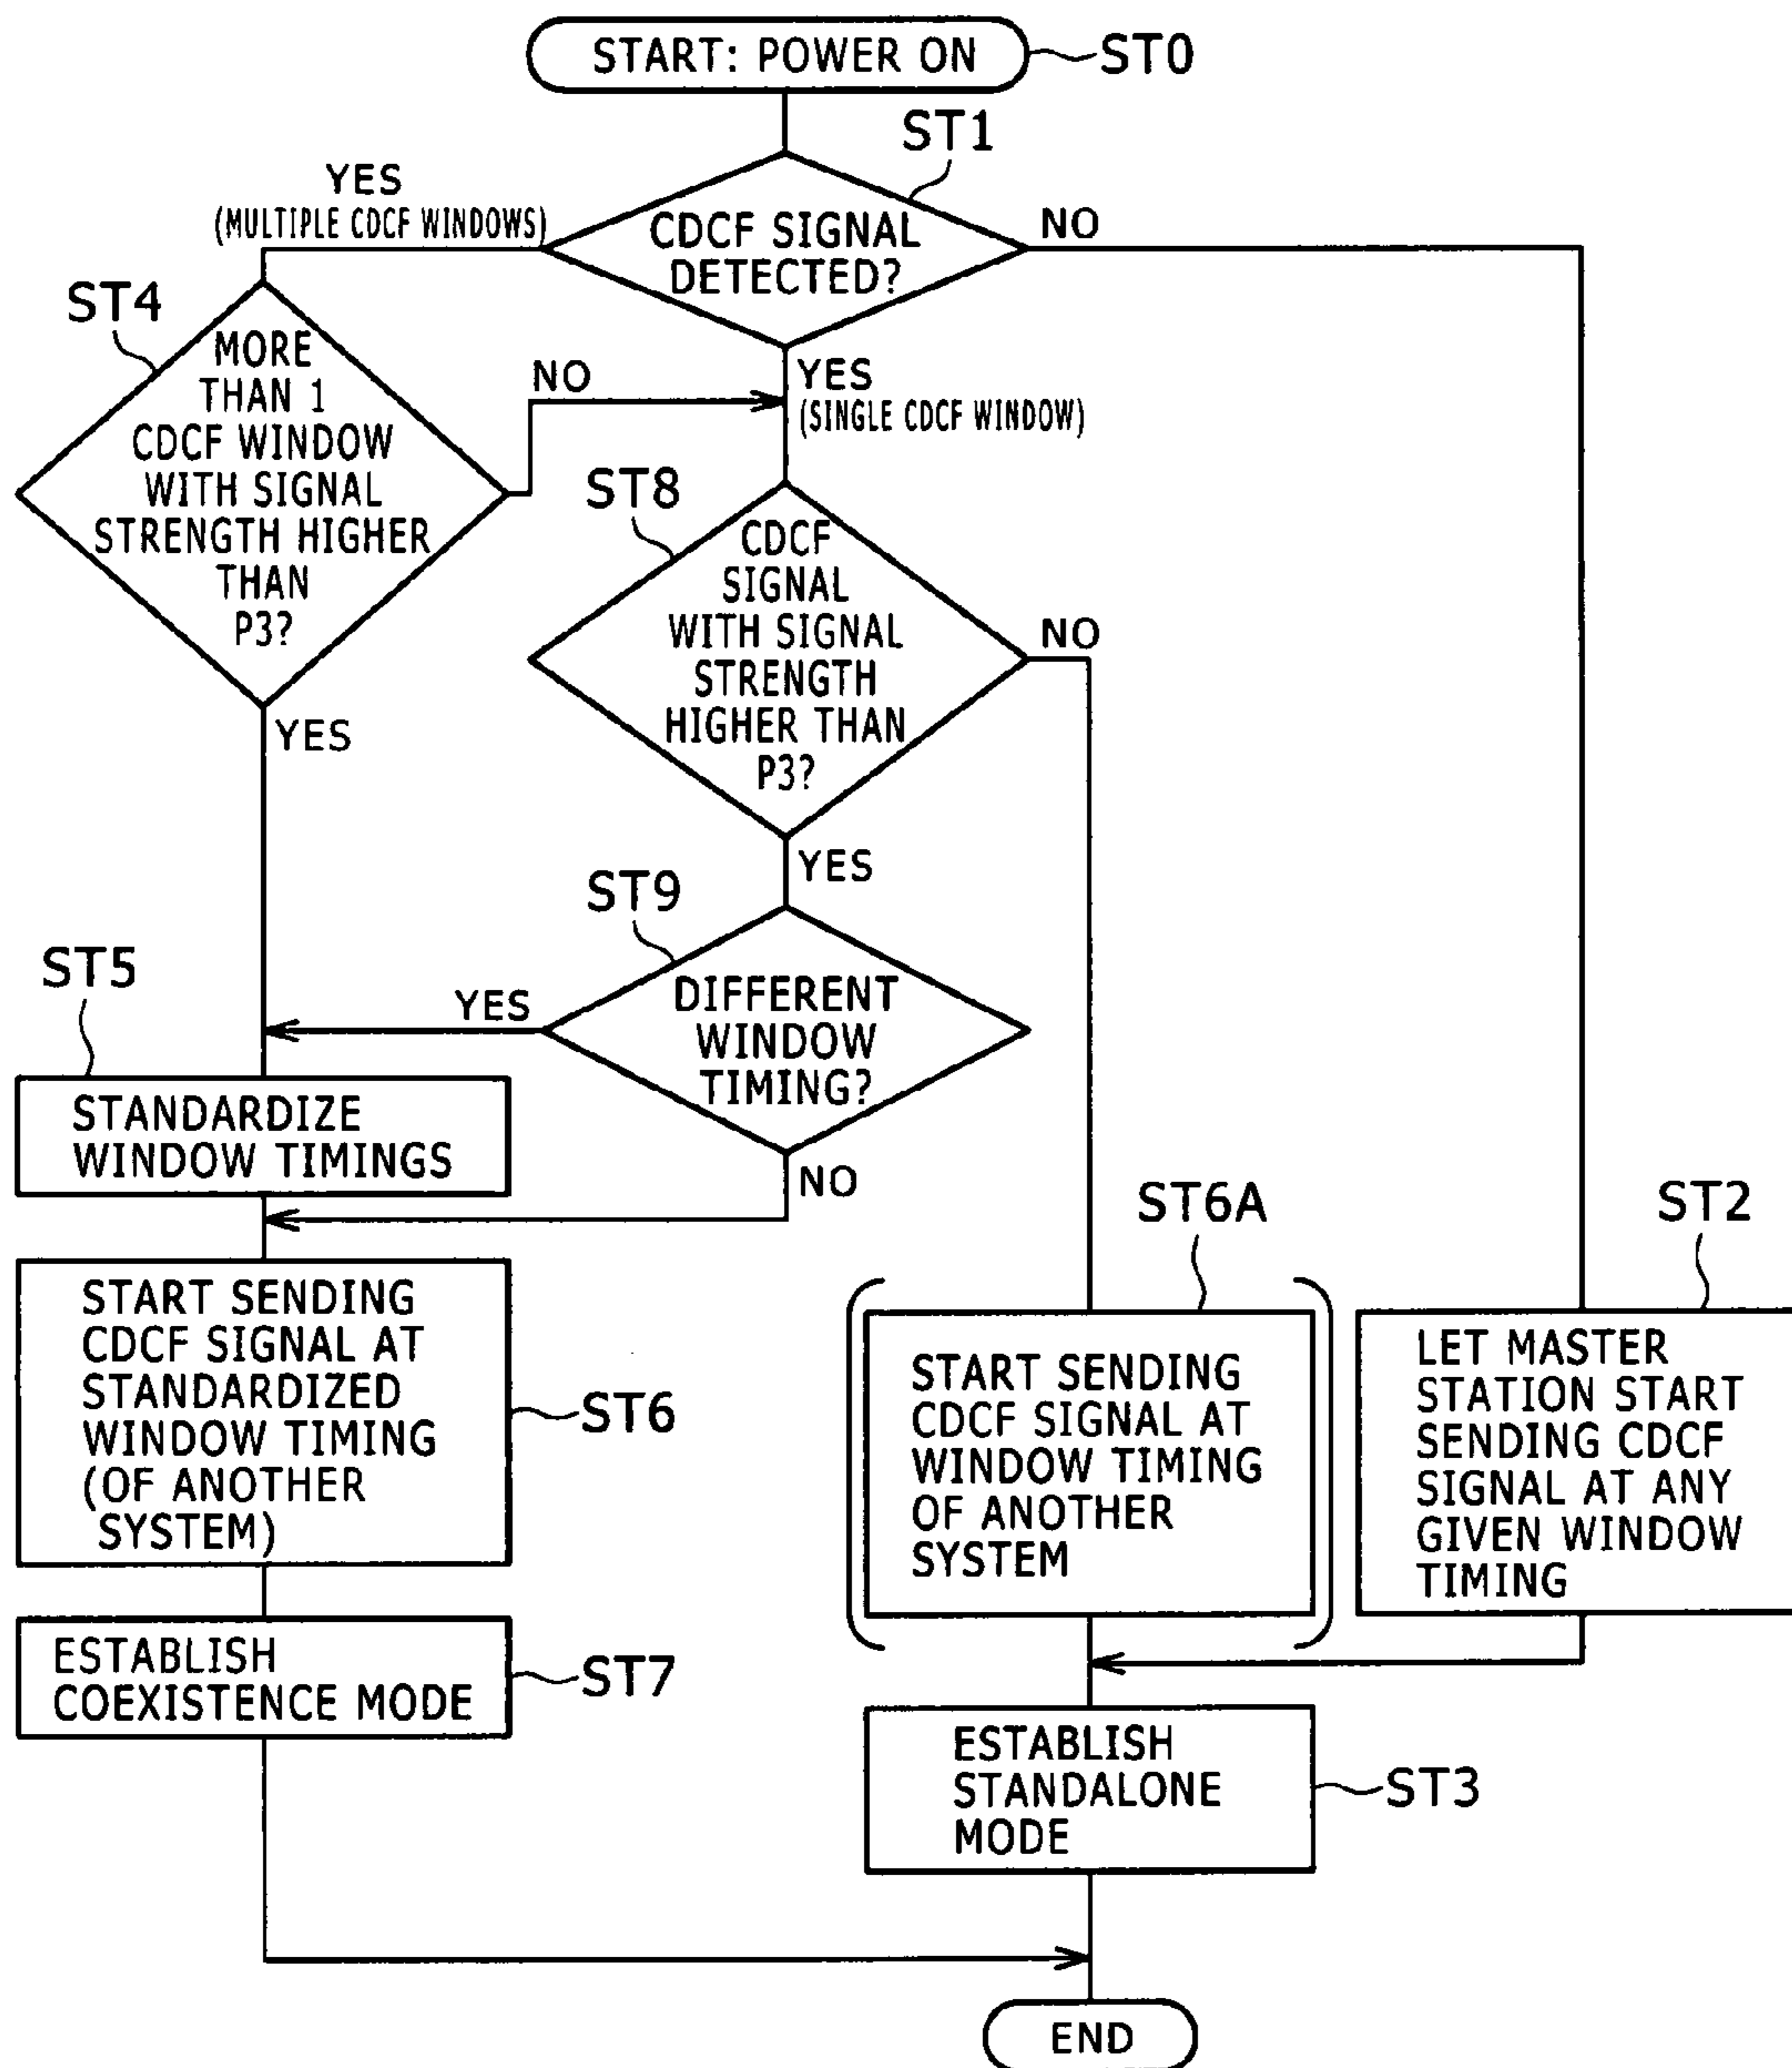 START: POWER ON
ST0
ST1
YES
(MULTIPLE CDCF WINDOWS)
CDCF SIGNAL
DETECTED?
NO
ST4
MORE
THAN 1
CDCF WINDOW
WITH SIGNAL
STRENGTH HIGHER
THAN
P3?
NO
YES
(SINGLE CDCF WINDOW)
ST8
CDCF
SIGNAL
WITH SIGNAL
STRENGTH
HIGHER THAN
P3?
NO
YES
YES
ST9
DIFFERENT
WINDOW
TIMING?
YES
NO
ST5
STANDARDIZE
WINDOW TIMINGS
ST6A
ST2
START SENDING
CDCF SIGNAL AT
STANDARDIZED
WINDOW TIMING
(OF ANOTHER
SYSTEM)
ST6
START SENDING
CDCF SIGNAL AT
WINDOW TIMING
OF ANOTHER
SYSTEM
LET MASTER
STATION START
SENDING CDCF
SIGNAL AT ANY
GIVEN WINDOW
TIMING
ESTABLISH
COEXISTENCE MODE
ST7
ESTABLISH
STANDALONE
MODE
ST3
END